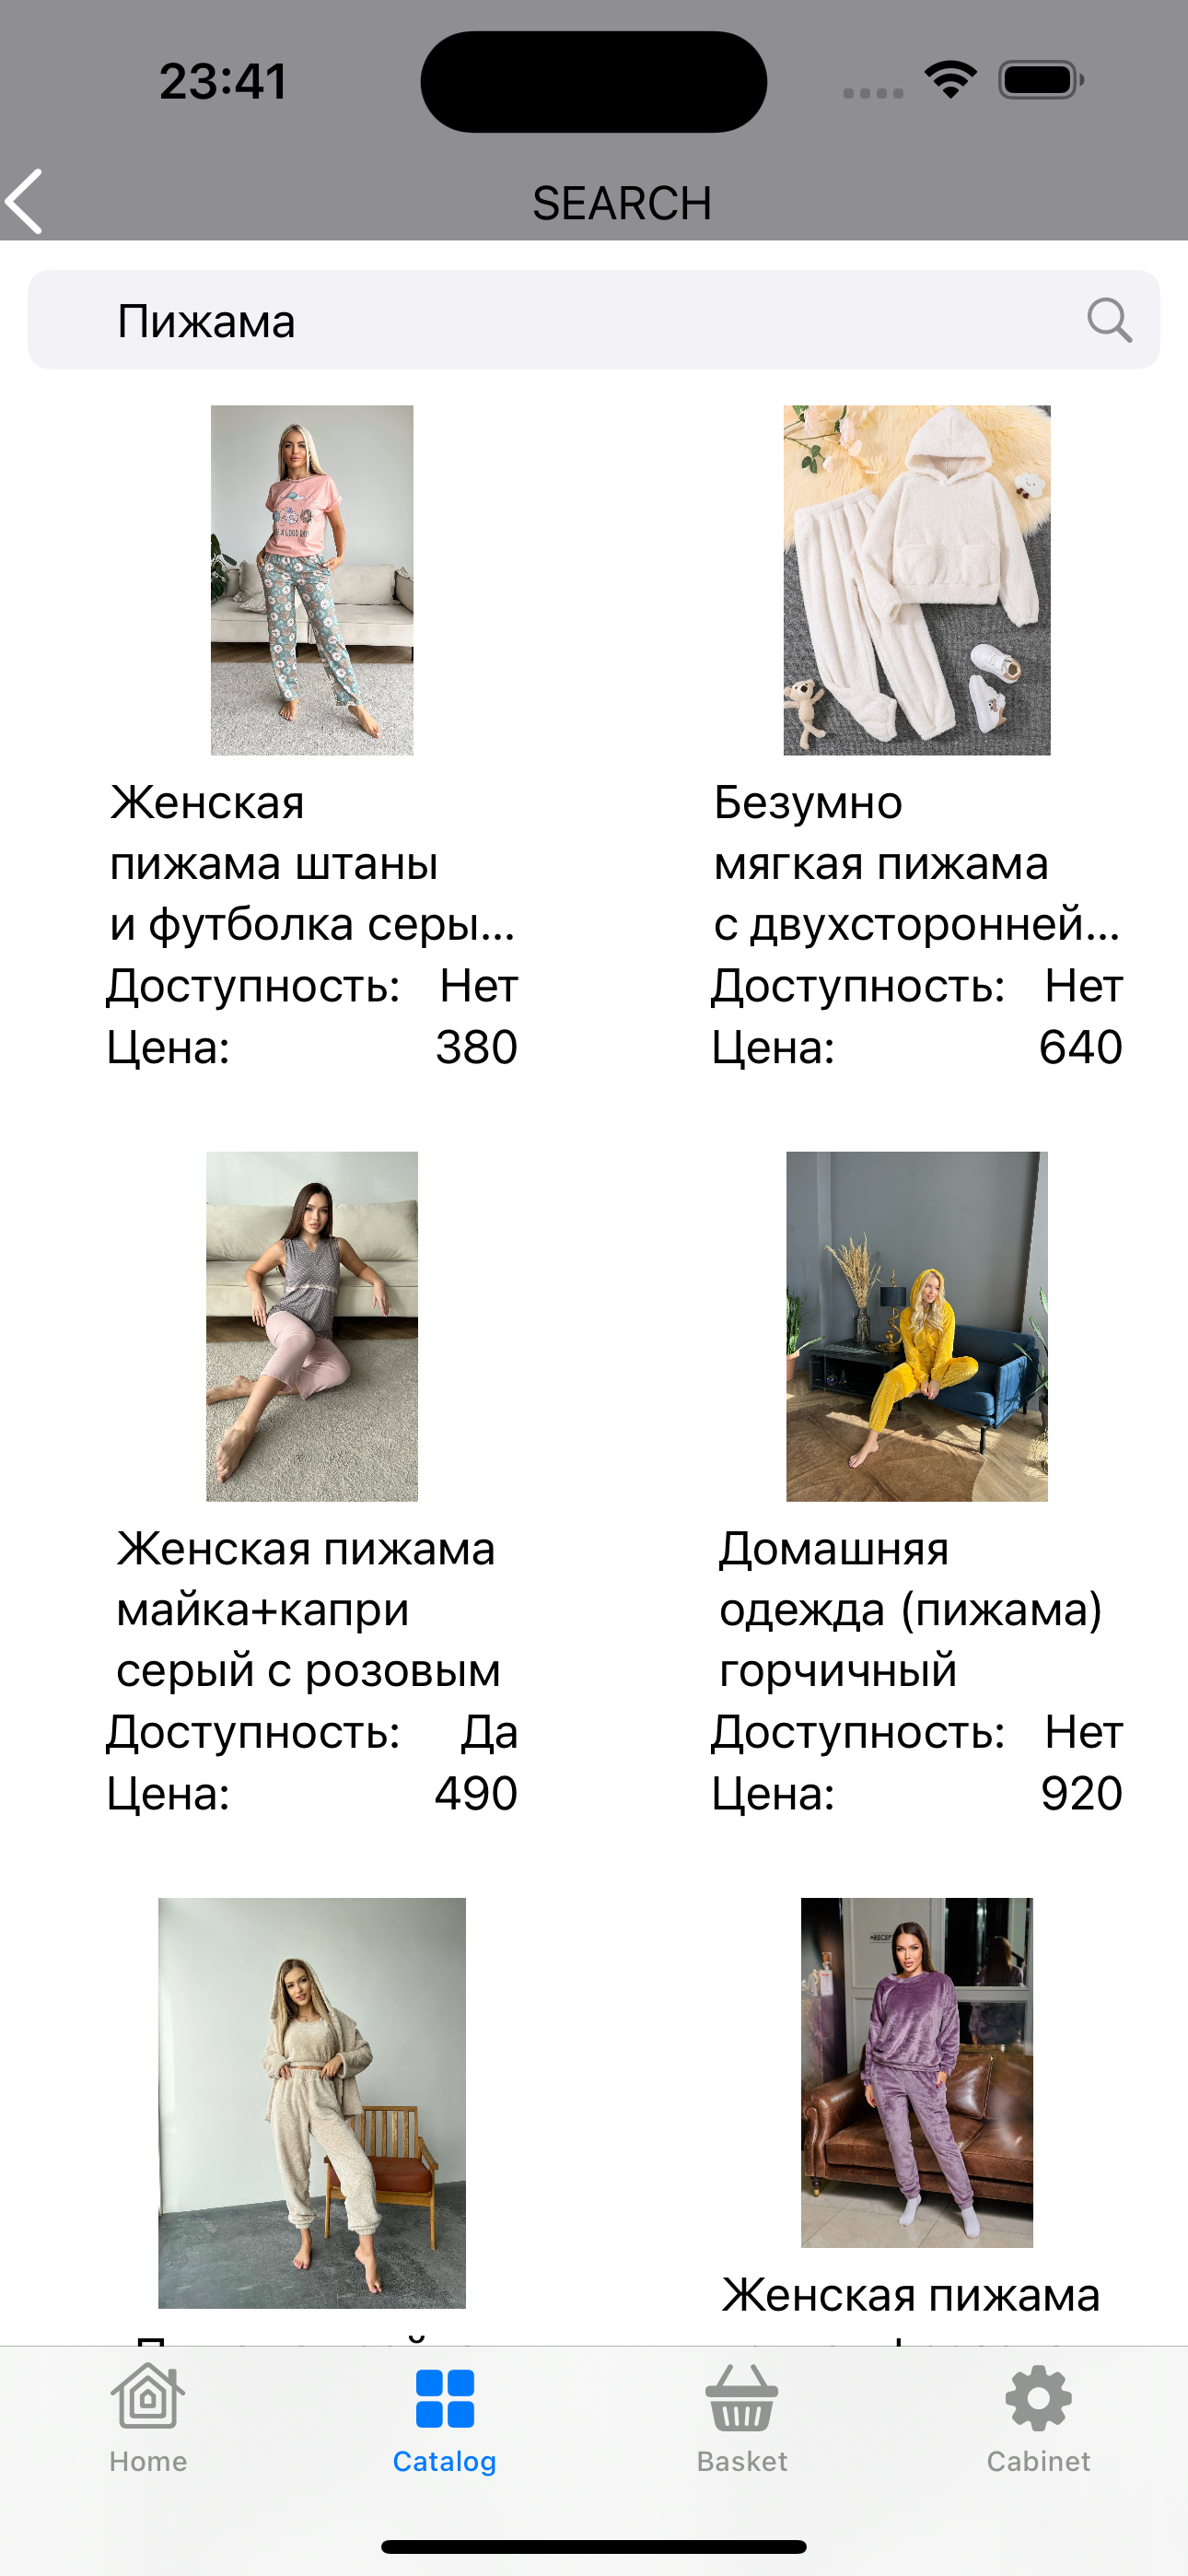 23:41
SEARCH
Пижама
Женская
пижама штаны
и футболка серы...
Доступность: Нет
Цена: 380
Безумно
мягкая пижама
с двухсторонней...
Доступность: Нет
Цена: 640
Женская пижама
майка+капри
серый с розовым
Доступность: Да
Цена: 490
Домашняя
одежда (пижама)
горчичный
Доступность: Нет
Цена: 920
Женская пижама
Home
Catalog
Basket
Cabinet